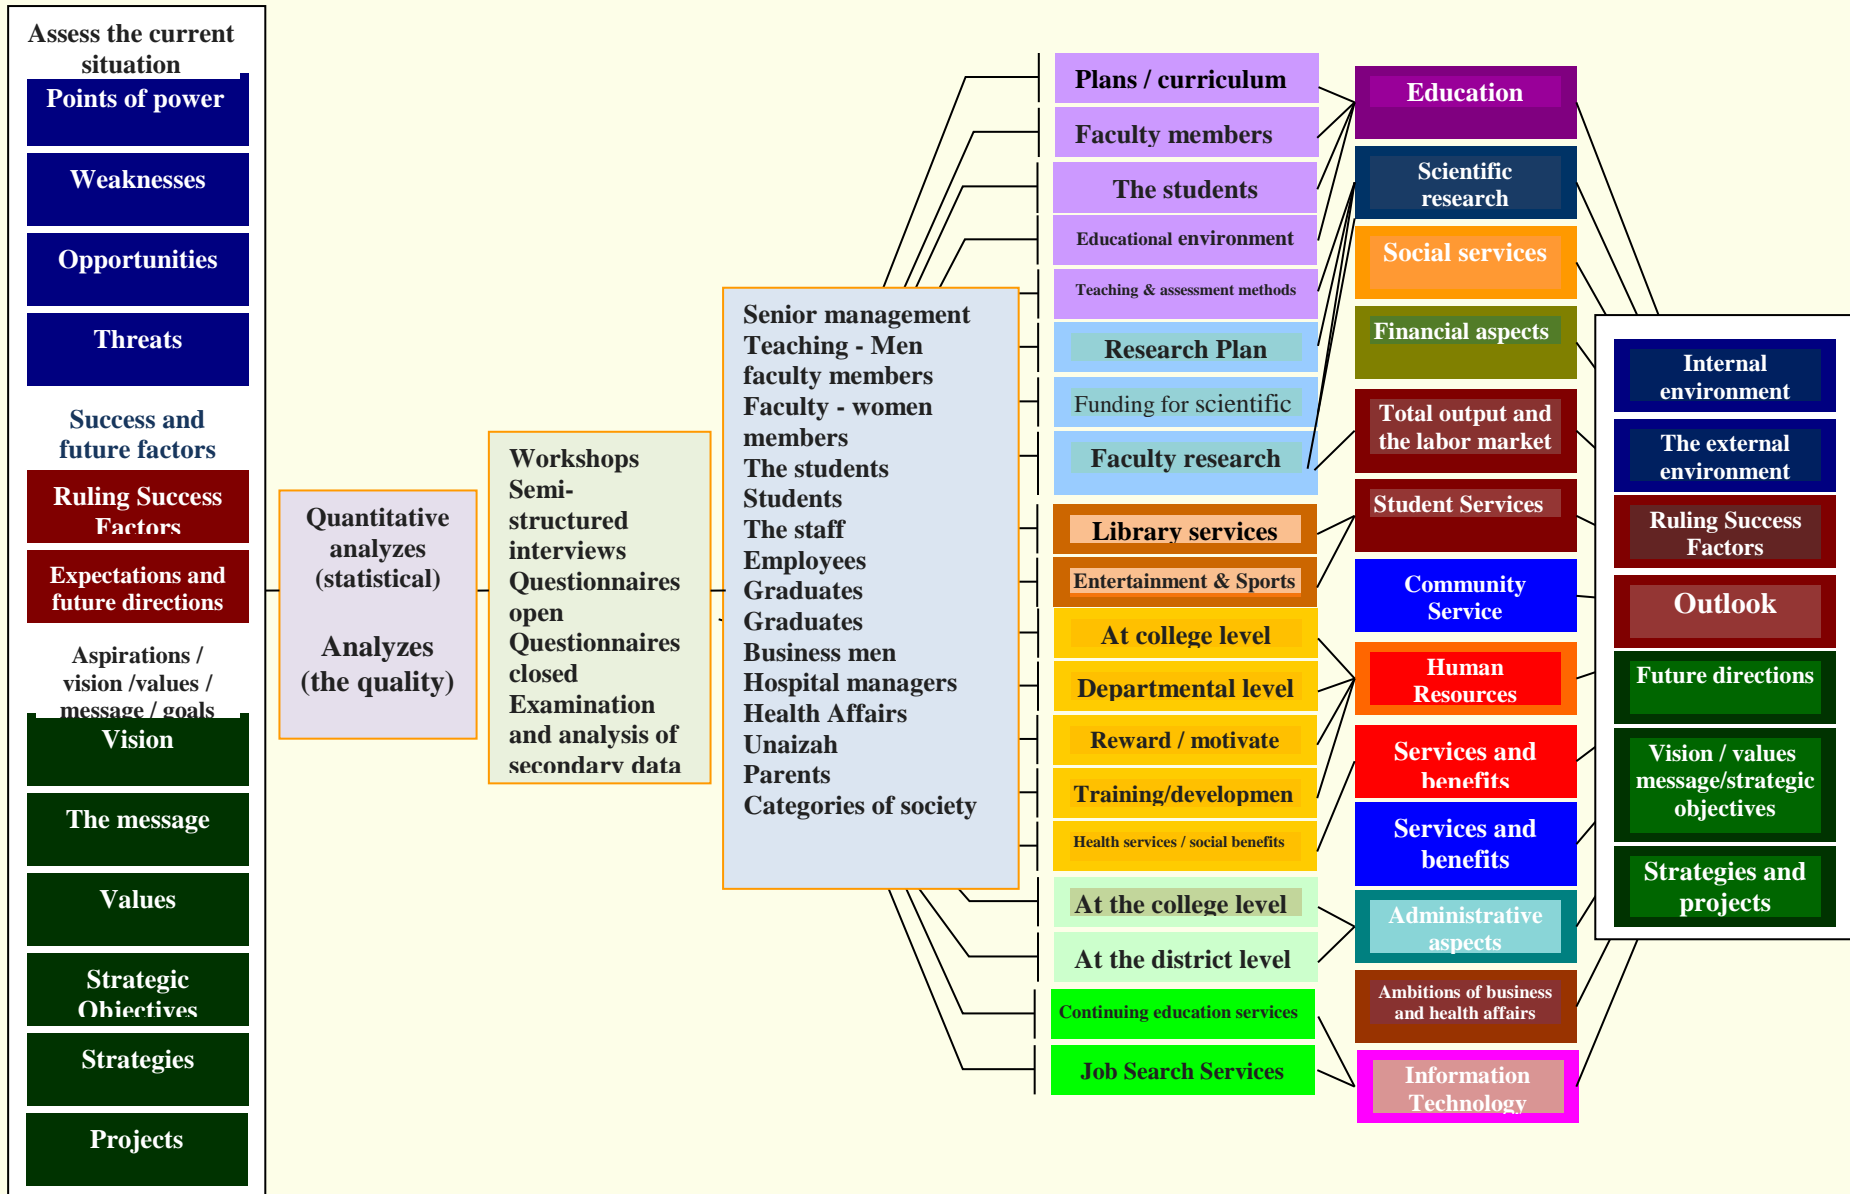 Assess the current
situation
Points of power
Weaknesses
Opportunities
Threats
Success and
future factors
Ruling Success
Factors
Expectations and
future directions
Aspirations /
vision /values /
message / goals
Vision
The message
Values
Strategic
Objectives
Strategies
Projects
Quantitative
analyzes
(statistical)
Analyzes
(the quality)
Workshops
Semi-
structured
interviews
Questionnaires
open
Questionnaires
closed
Examination
and analysis of
secondary data
Senior management
Teaching - Men
faculty members
Faculty - women
members
The students
Students
The staff
Employees
Graduates
Graduates
Business men
Hospital managers
Health Affairs
Unaizah
Parents
Categories of society
Plans / curriculum
Faculty members
The students
Educational environment
Teaching & assessment methods
Research Plan
Funding for scientific
Faculty research
Library services
Entertainment & Sports
At college level
Departmental level
Reward / motivate
Training/developmen
Health services / social benefits
At the college level
At the district level
Continuing education services
Job Search Services
Education
Scientific
research
Social services
Financial aspects
Total output and
the labor market
Student Services
Community
Service
Human
Resources
Services and
benefits
Services and
benefits
Administrative
aspects
Ambitions of business
and health affairs
Information
Technology
Internal
environment
The external
environment
Ruling Success
Factors
Outlook
Future directions
Vision / values
message/strategic
objectives
Strategies and
projects